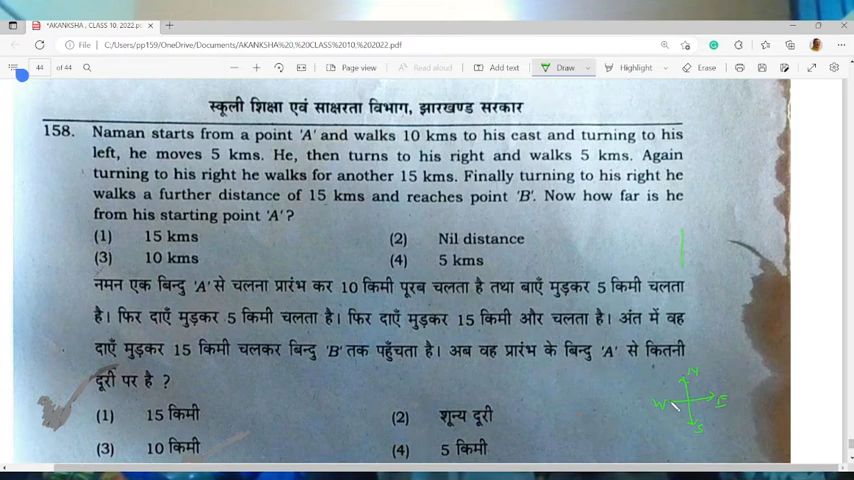 *AKANKSHA , CLASS 10, 2022.p
File C:/Users/pp159/OneDrive/Documents/AKANKSHA%20,%20CLASS%2010,%202022.pdf
44 of 44 Page view Read aloud Add text Draw Highlight Erase
स्कूली शिक्षा एवं साक्षरता विभाग, झारखण्ड सरकार
158. Naman starts from a point 'A' and walks 10 kms to his cast and turning to his
left, he moves 5 kms. He, then turns to his right and walks 5 kms. Again
turning to his right he walks for another 15 kms. Finally turning to his right he
walks a further distance of 15 kms and reaches point 'B'. Now how far is he
from his starting point 'A'?
(1) 15 kms (2) Nil distance
(3) 10 kms (4) 5 kms
नमन एक बिन्दु 'A' से चलना प्रारंभ कर 10 किमी पूरब चलता है तथा बाएँ मुड़कर 5 किमी चलता
है। फिर दाएँ मुड़कर 5 किमी चलता है। फिर दाएँ मुड़कर 15 किमी और चलता है। अंत में वह
दाएँ मुड़कर 15 किमी चलकर बिन्दु 'B' तक पहुँचता है। अब वह प्रारंभ के बिन्दु 'A' से कितनी
दूरी पर है ?
N
W E
S
(1) 15 किमी (2) शून्य दूरी
(3) 10 किमी (4) 5 किमी